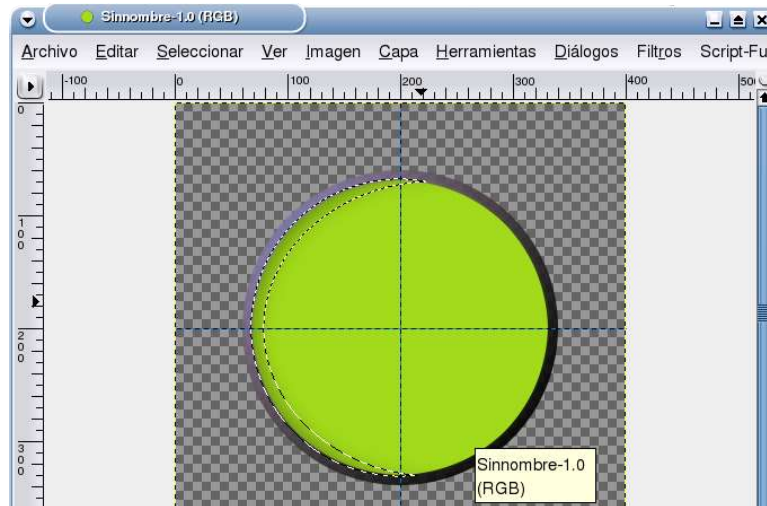 Sinnombre-1.0 (RGB)
Archivo Editar Seleccionar Ver Imagen Capa Herramientas Diálogos Filtros Script-Fu
-100 0 100 200 300 400 500
0
100
200
300
Sinnombre-1.0
(RGB)